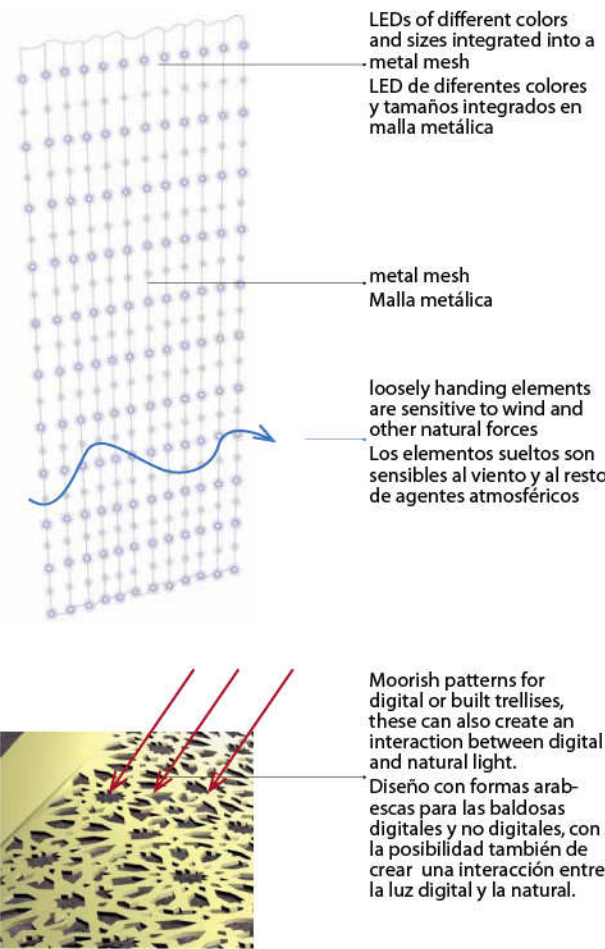 LEDs of different colors
and sizes integrated into a
metal mesh
LED de diferentes colores
y tamaños integrados en
malla metálica
metal mesh
Malla metálica
loosely handing elements
are sensitive to wind and
other natural forces
Los elementos sueltos son
sensibles al viento y al resto
de agentes atmosféricos
Moorish patterns for
digital or built trellises,
these can also create an
interaction between digital
and natural light.
Diseño con formas arab-
escas para las baldosas
digitales y no digitales, con
la posibilidad también de
crear una interacción entre
la luz digital y la natural.